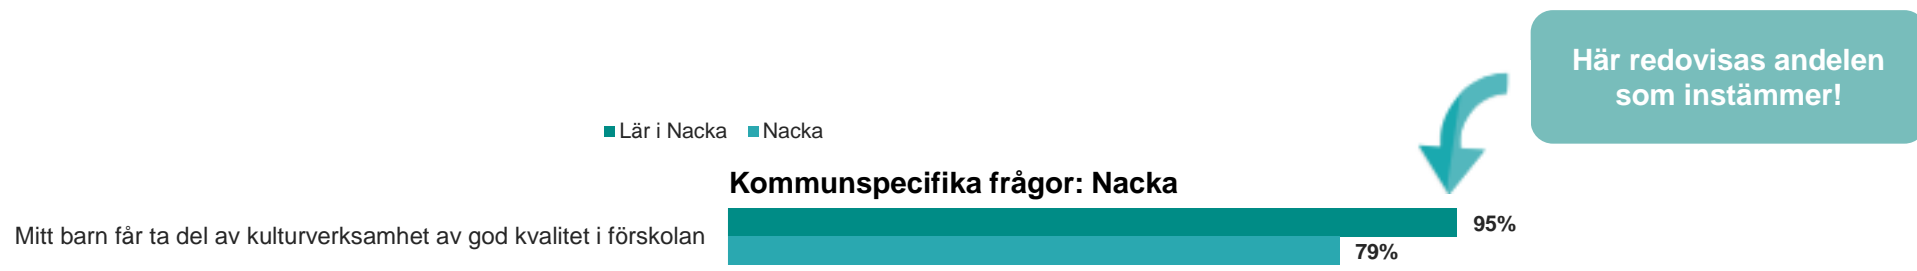 Här redovisas andelen
som instämmer!
Lär i Nacka Nacka
Kommunspecifika frågor: Nacka
Mitt barn får ta del av kulturverksamhet av god kvalitet i förskolan
95%
79%